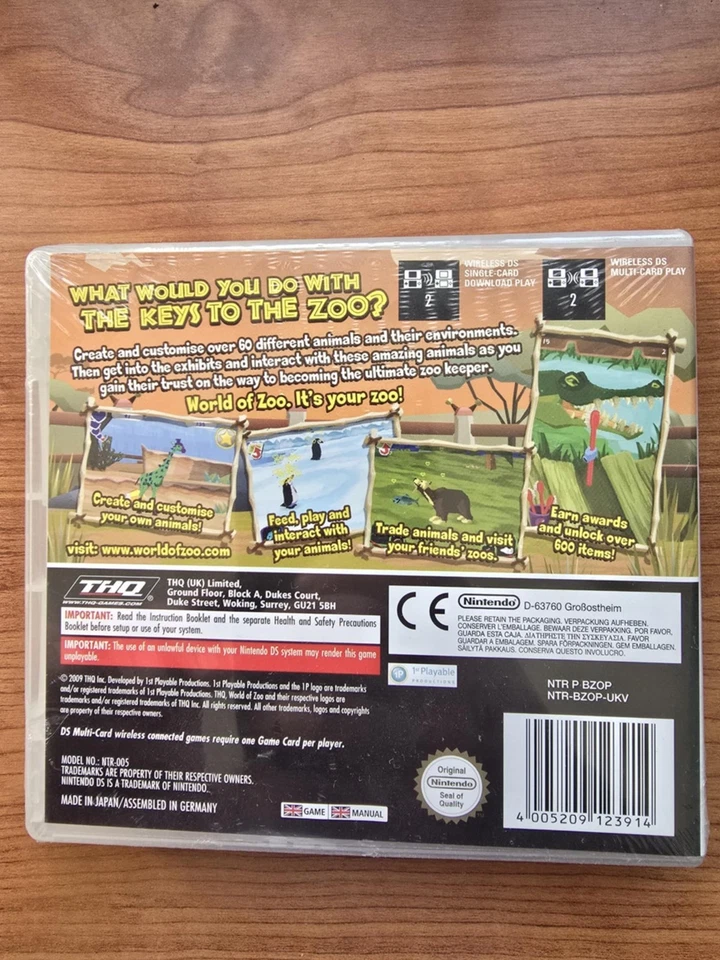 WHAT WOULD YOU DO WITH
THE KEYS TO THE ZOO?
2
WIRELESS DS
SINGLE-CARD
DOWNLOAD PLAY
2
WIRELESS DS
MULTI-CARD PLAY
Create and customise over 60 different animals and their environments.
Then get into the exhibits and interact with these amazing animals as you
gain their trust on the way to becoming the ultimate zoo keeper.
World of Zoo. It's your zoo!
Create and customise
your own animals!
Feed, play and
interact with
your animals!
Trade animals and visit
your friends' zoos.
Earn awards
and unlock over
600 items!
visit: www.worldofzoo.com
THQ
WWW.THQ-GAMES.COM
THQ (UK) Limited,
Ground Floor, Block A, Dukes Court,
Duke Street, Woking, Surrey, GU21 5BH
IMPORTANT: Read the Instruction Booklet and the separate Health and Safety Precautions
Booklet before setup or use of your system.
IMPORTANT: The use of an unlawful device with your Nintendo DS system may render this game
unplayable.
CE
Nintendo D-63760 Großostheim
PLEASE RETAIN THE PACKAGING. VERPACKUNG AUFHEBEN.
CONSERVER L'EMBALLAGE. BEWAAR DEZE VERPAKKING. POR FAVOR,
GUARDA ESTA CAJA. ΔΙΑΤΗΡΗΣΤΕ ΤΗΝ ΣΥΣΚΕΥΑΣΙΑ. FAVOR
GUARDAR A EMBALAGEM. SPARA FÖRPACKNINGEN. GEM EMBALLAGEN.
SÄILYTÄ PAKKAUS. CONSERVA QUESTO INVOLUCRO.
1P
1st Playable
PRODUCTIONS
NTR P BZOP
NTR-BZOP-UKV
© 2009 THQ Inc. Developed by 1st Playable Productions. 1st Playable Productions and the 1P logo are trademarks
and/or registered trademarks of 1st Playable Productions. THQ, World of Zoo and their respective logos are
trademarks and/or registered trademarks of THQ Inc. All rights reserved. All other trademarks, logos and copyrights
are property of their respective owners.
DS Multi-Card wireless connected games require one Game Card per player.
MODEL NO.: NTR-005
TRADEMARKS ARE PROPERTY OF THEIR RESPECTIVE OWNERS.
NINTENDO DS IS A TRADEMARK OF NINTENDO.
MADE IN JAPAN/ASSEMBLED IN GERMANY
GAME
MANUAL
Original
Nintendo
Seal of
Quality
4 005209 123914